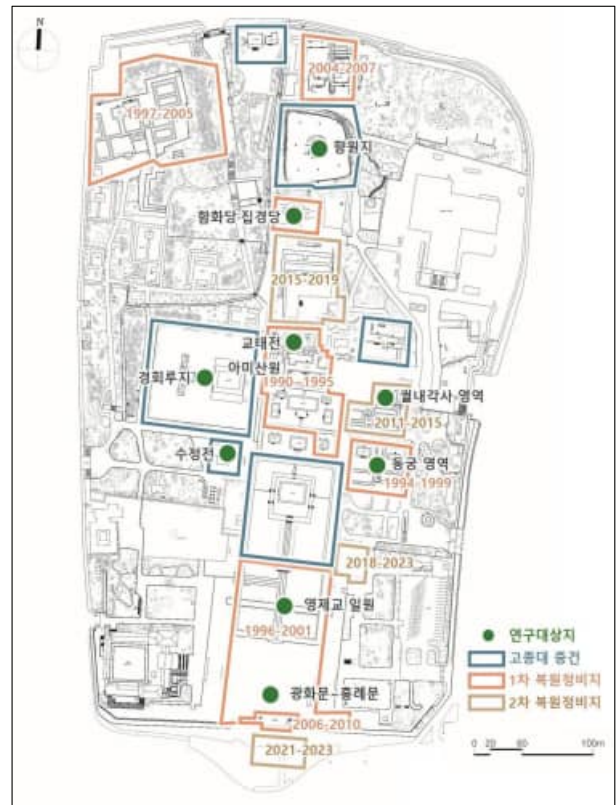 N
2004-2007
1997-2005
향원지
함화당·집경당
2015-2019
교태전
아미산원
1990-1995
경회루지
궐내각사 영역
2011-2015
수정전
동궁 영역
1994-1999
2018-2023
영제교 일원
1996-2001
광화문-흥례문
2006-2010
2021-2023
연구대상지
고종대 중건
1차 복원정비지
2차 복원정비지
0 20 60 100m